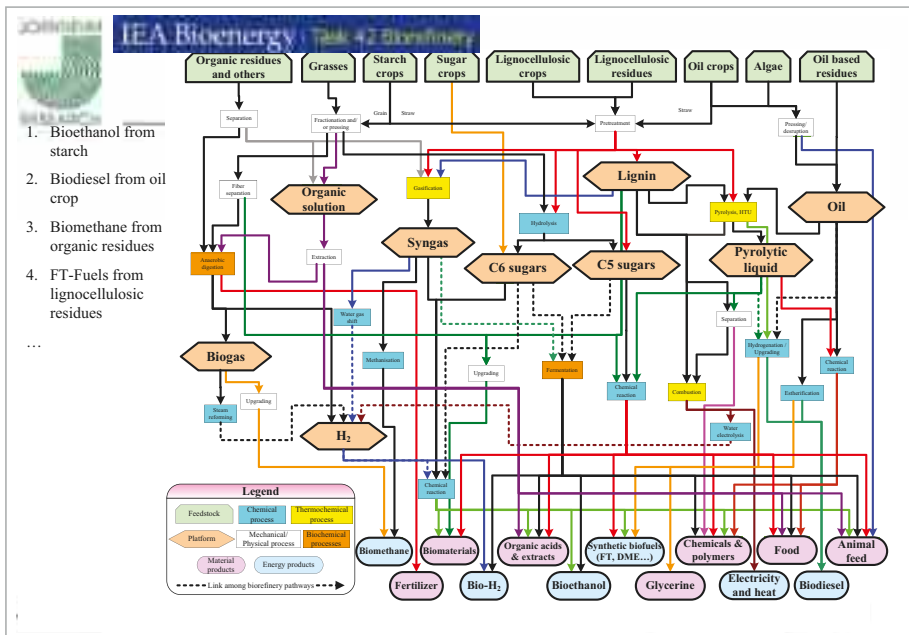 IEA Bioenergy Task 42 Biorefinery
RESEARCH
1. Bioethanol from
starch
2. Biodiesel from oil
crop
3. Biomethane from
organic residues
4. FT-Fuels from
lignocellulosic
residues
…
Organic residues
and others
Grasses
Starch
crops
Sugar
crops
Lignocellulosic
crops
Lignocellulosic
residues
Oil crops
Algae
Oil based
residues
Separation
Fractionation and/
or pressing
Grain
Straw
Pretreatment
Straw
Pressing/
desruption
Fiber
separation
Organic
solution
Gasification
Lignin
Pyrolysis, HTU
Oil
Hydrolysis
Anaerobic
digestion
Extraction
Syngas
C6 sugars
C5 sugars
Pyrolytic
liquid
Water gas
shift
Separation
Biogas
Methanisation
Upgrading
Fermentation
Chemical
reaction
Combustion
Hydrogenation /
Upgrading
Chemical
reaction
Esthérification
Upgrading
Steam
reforming
H2
Water
electrolysis
Chemical
reaction
Legend
Feedstock
Chemical
process
Thermochemical
process
Platform
Mechanical/
Physical process
Biochemical
processes
Material
products
Energy products
Link among biorefinery pathways
Biomethane
Biomaterials
Organic acids
& extracts
Synthetic biofuels
(FT, DME…)
Chemicals &
polymers
Food
Animal
feed
Fertilizer
Bio-H2
Bioethanol
Glycerine
Electricity
and heat
Biodiesel